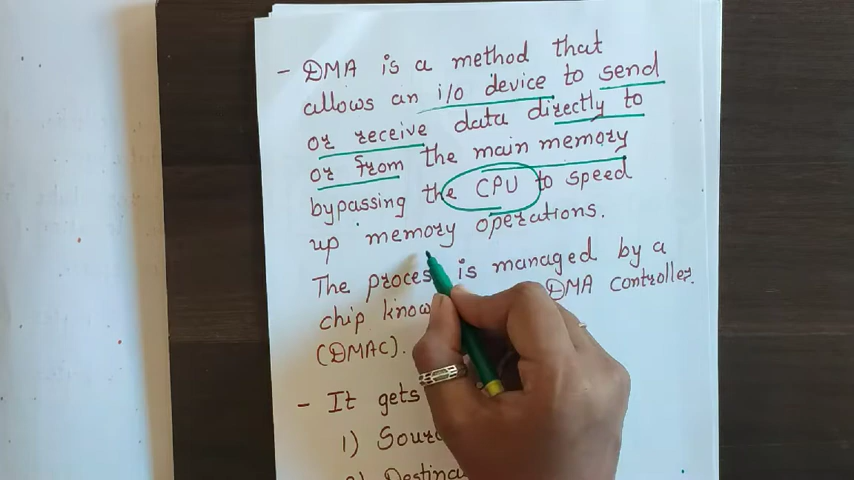 - DMA is a method that
allows an i/o device to send
or receive data directly to
or from the main memory
bypassing the CPU to speed
up memory operations.
The proces is managed by a
chip know DMA controller.
(DMAC).
- It gets
1) Sour